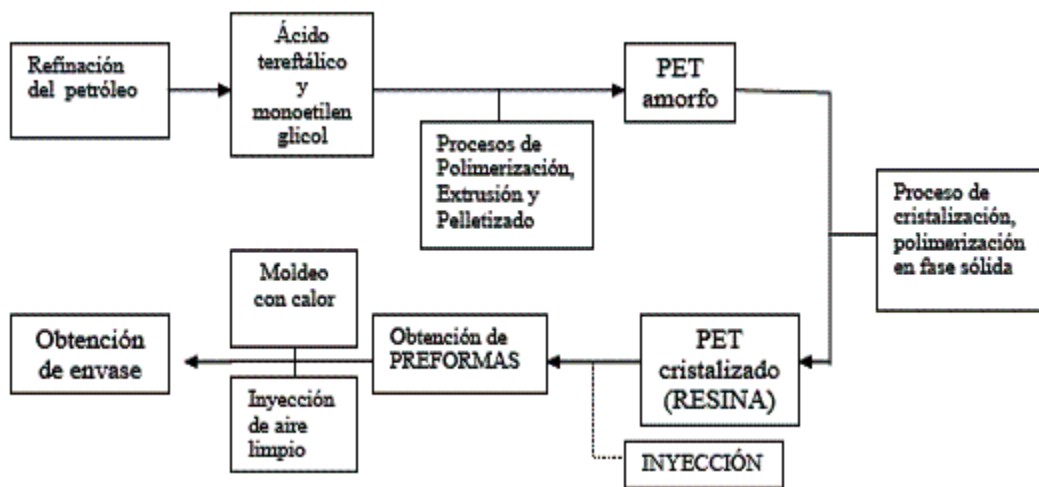 Refinación
del petróleo
Ácido
tereftálico
y
monoetilen
glicol
Procesos de
Polimerización,
Extrusión y
Pelletizado
PET
amorfo
Proceso de
cristalización,
polimerización
en fase sólida
PET
cristalizado
(RESINA)
INYECCIÓN
Obtención de
PREFORMAS
Moldeo
con calor
Inyección
de aire
limpio
Obtención
de envase